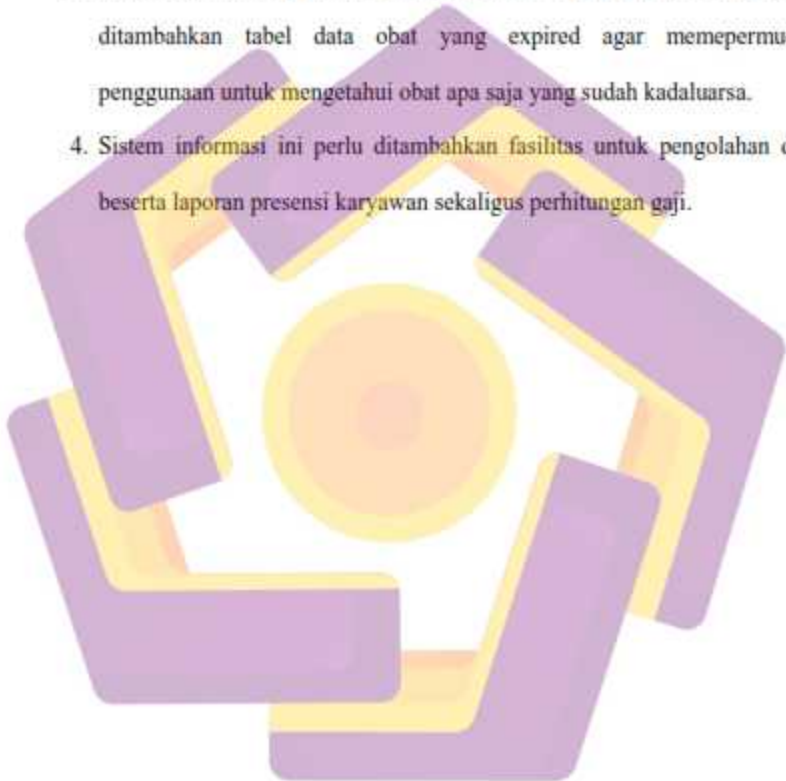 ditambahkan tabel data obat yang expired agar memepermu
penggunaan untuk mengetahui obat apa saja yang sudah kadaluarsa.
4. Sistem informasi ini perlu ditambahkan fasilitas untuk pengolahan d
beserta laporan presensi karyawan sekaligus perhitungan gaji.